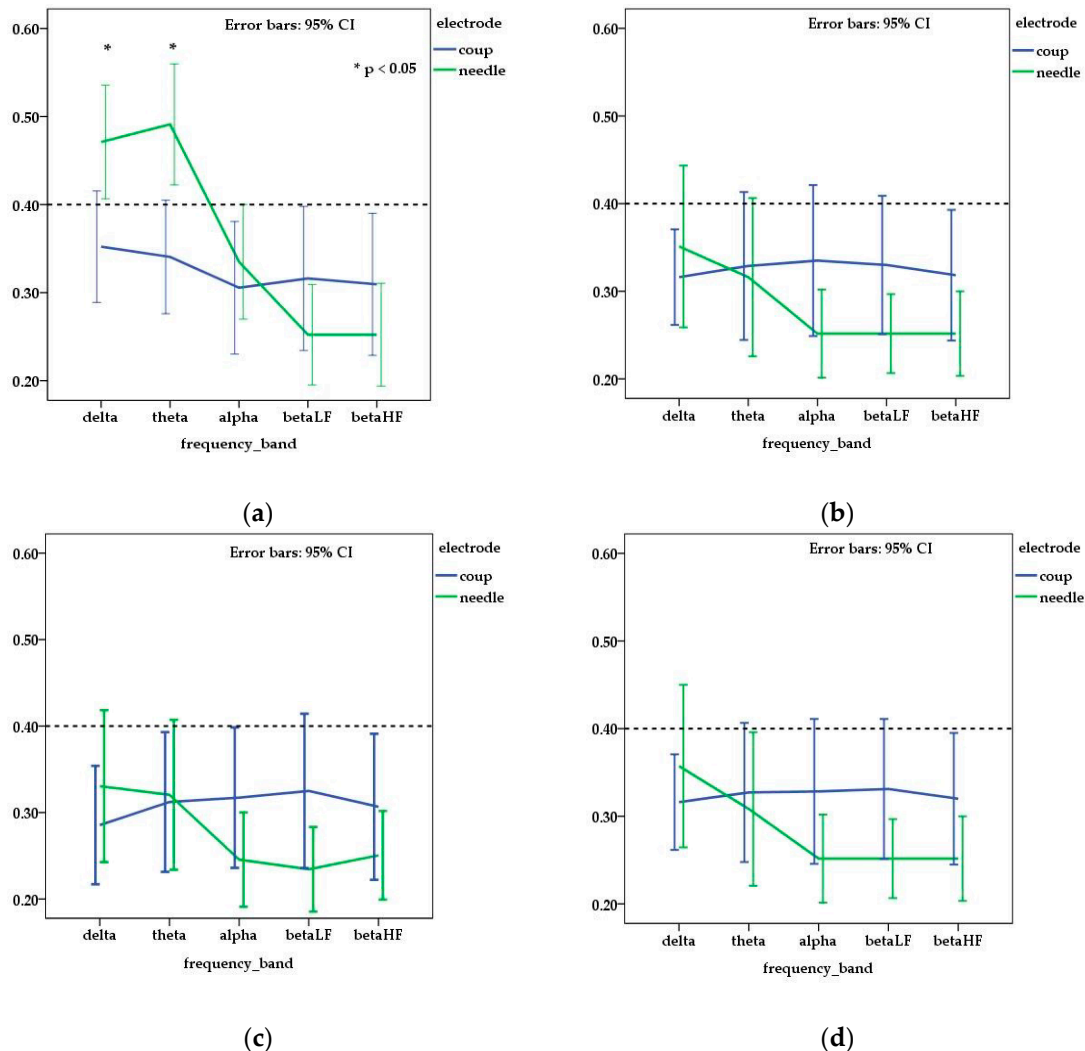 0.60
0.50
0.40
0.30
0.20
* *
Error bars: 95% CI
* p < 0.05
electrode
coup
needle
delta theta alpha betaLF betaHF
frequency_band
(a)
0.60
0.50
0.40
0.30
0.20
Error bars: 95% CI
electrode
coup
needle
delta theta alpha betaLF betaHF
frequency_band
(b)
0.60
0.50
0.40
0.30
0.20
Error bars: 95% CI
electrode
coup
needle
delta theta alpha betaLF betaHF
frequency_band
(c)
0.60
0.50
0.40
0.30
0.20
Error bars: 95% CI
electrode
coup
needle
delta theta alpha betaLF betaHF
frequency_band
(d)